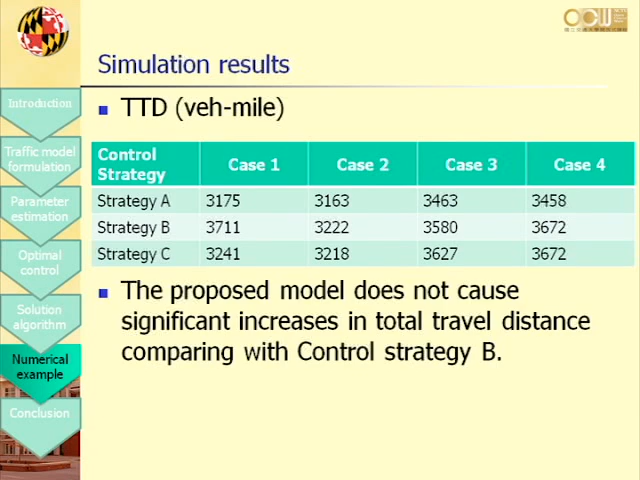 Simulation results
TTD (veh-mile)
Introduction
Traffic model
formulation
Parameter
estimation
Optimal
control
Solution
algorithm
Numerical
example
Conclusion
Control Strategy Case 1 Case 2 Case 3 Case 4
Strategy A 3175 3163 3463 3458
Strategy B 3711 3222 3580 3672
Strategy C 3241 3218 3627 3672
The proposed model does not cause
significant increases in total travel distance
comparing with Control strategy B.